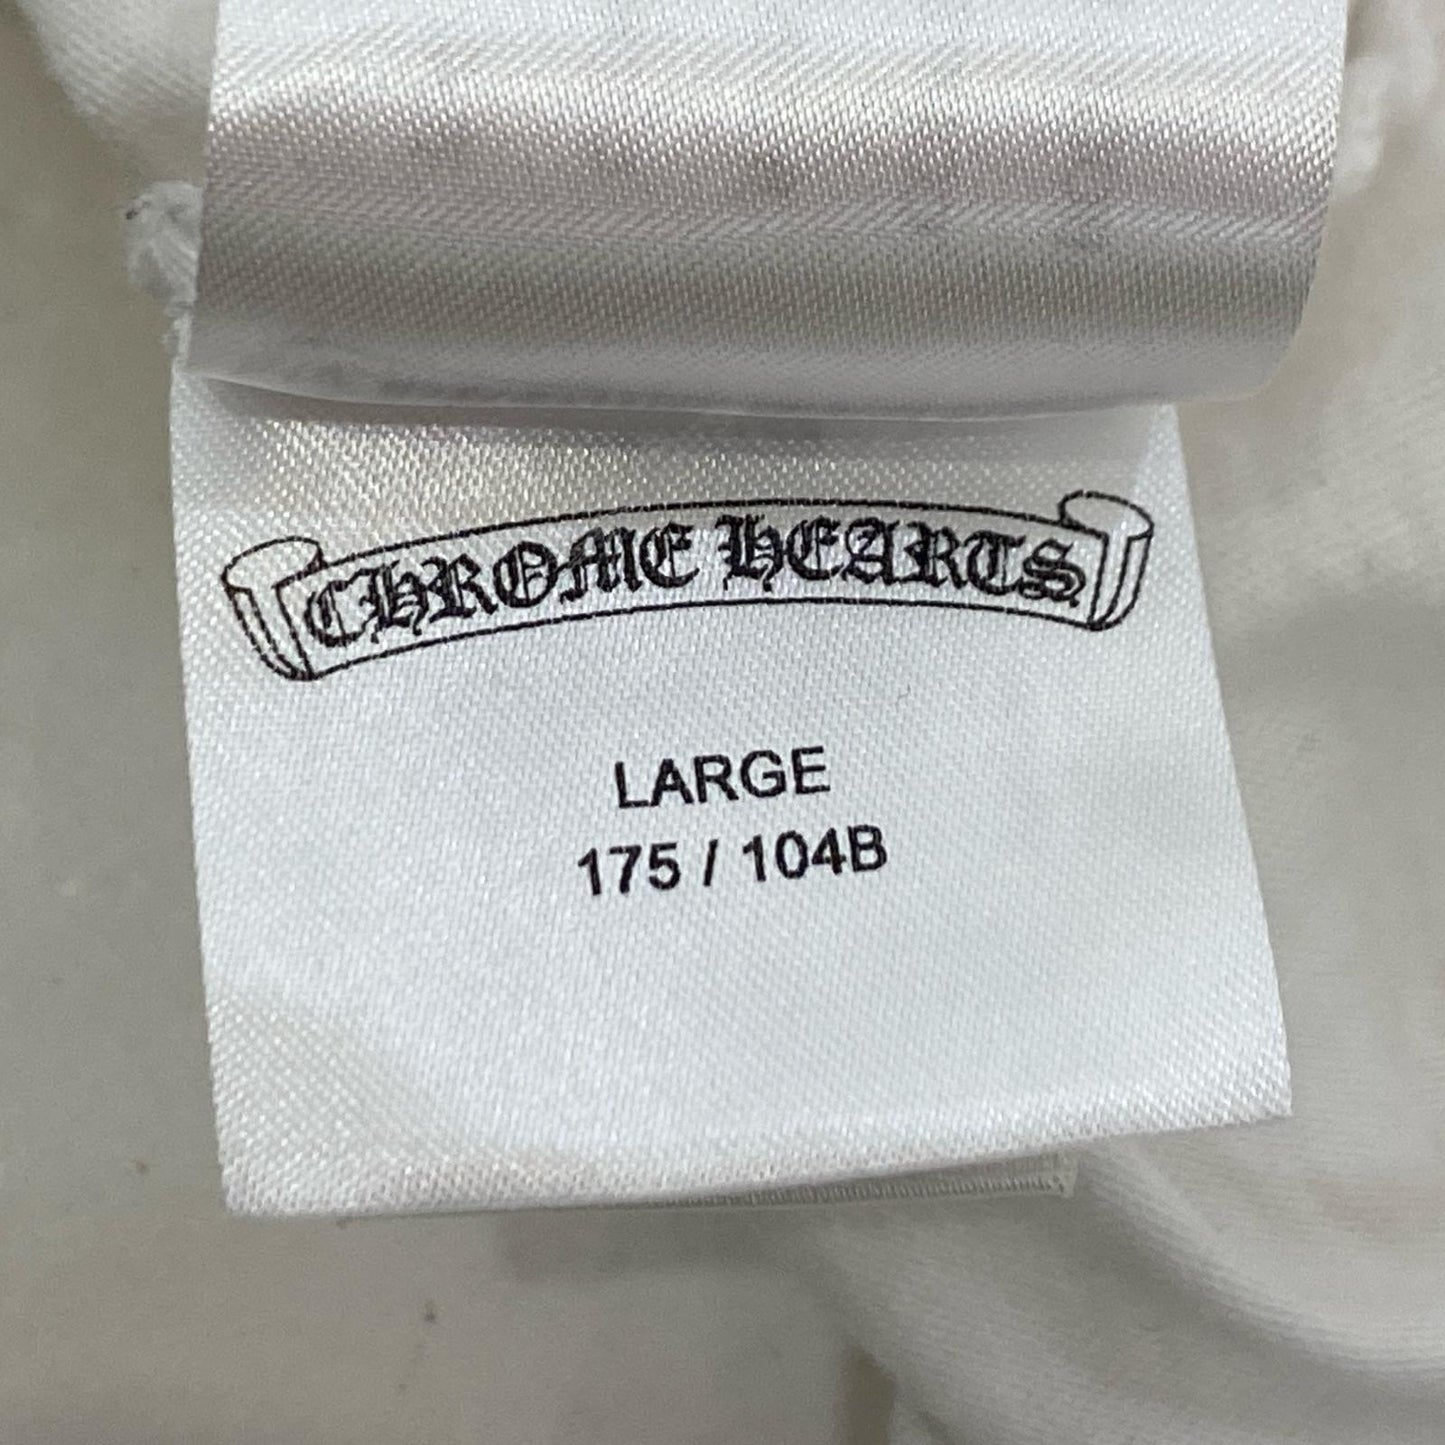 CHROME HEARTS
LARGE
175 / 104B